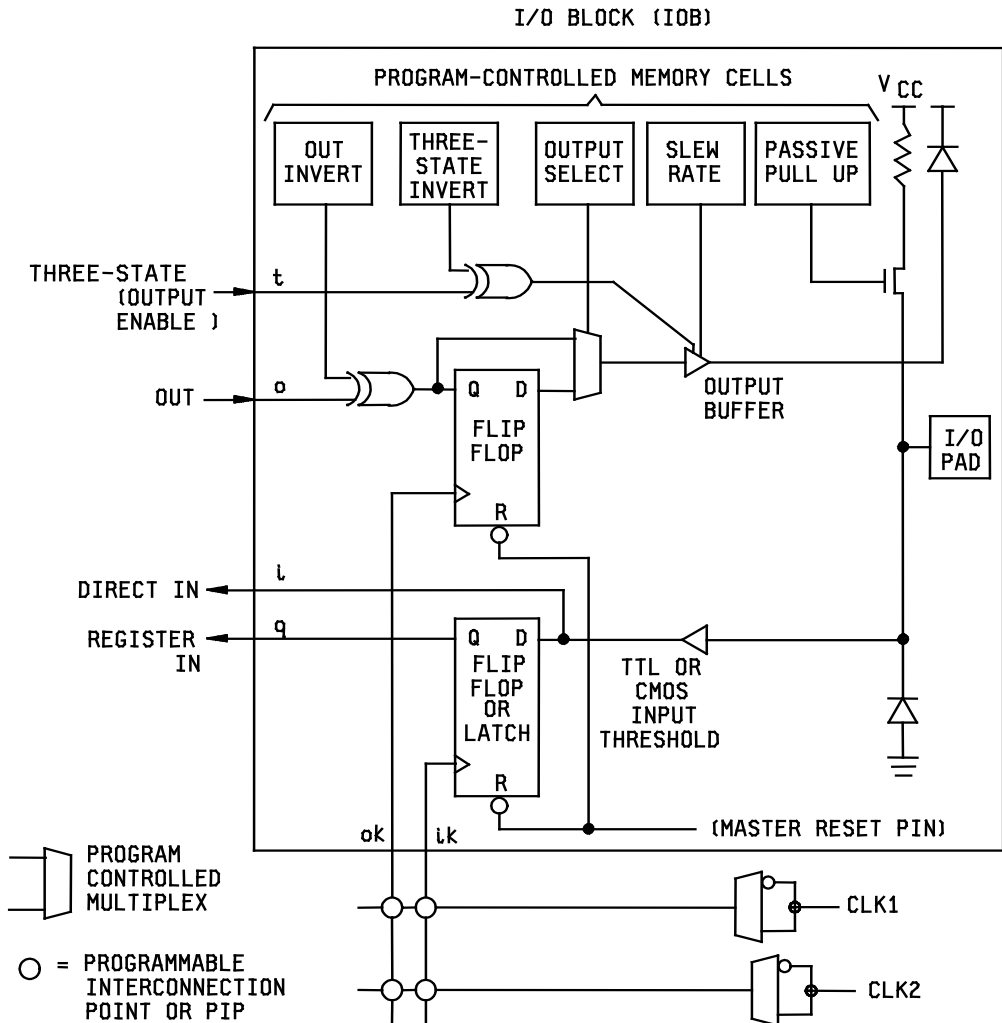 I/O BLOCK (IOB)
PROGRAM-CONTROLLED MEMORY CELLS
V CC
OUT
INVERT
THREE-
STATE
INVERT
OUTPUT
SELECT
SLEW
RATE
PASSIVE
PULL UP
THREE-STATE
(OUTPUT
ENABLE )
t
OUT
o
Q D
FLIP
FLOP
R
OUTPUT
BUFFER
I/O
PAD
DIRECT IN
i
REGISTER
IN
q
Q D
FLIP
FLOP
OR
LATCH
R
TTL OR
CMOS
INPUT
THRESHOLD
ok
ik
(MASTER RESET PIN)
PROGRAM
CONTROLLED
MULTIPLEX
CLK1
= PROGRAMMABLE
INTERCONNECTION
POINT OR PIP
CLK2